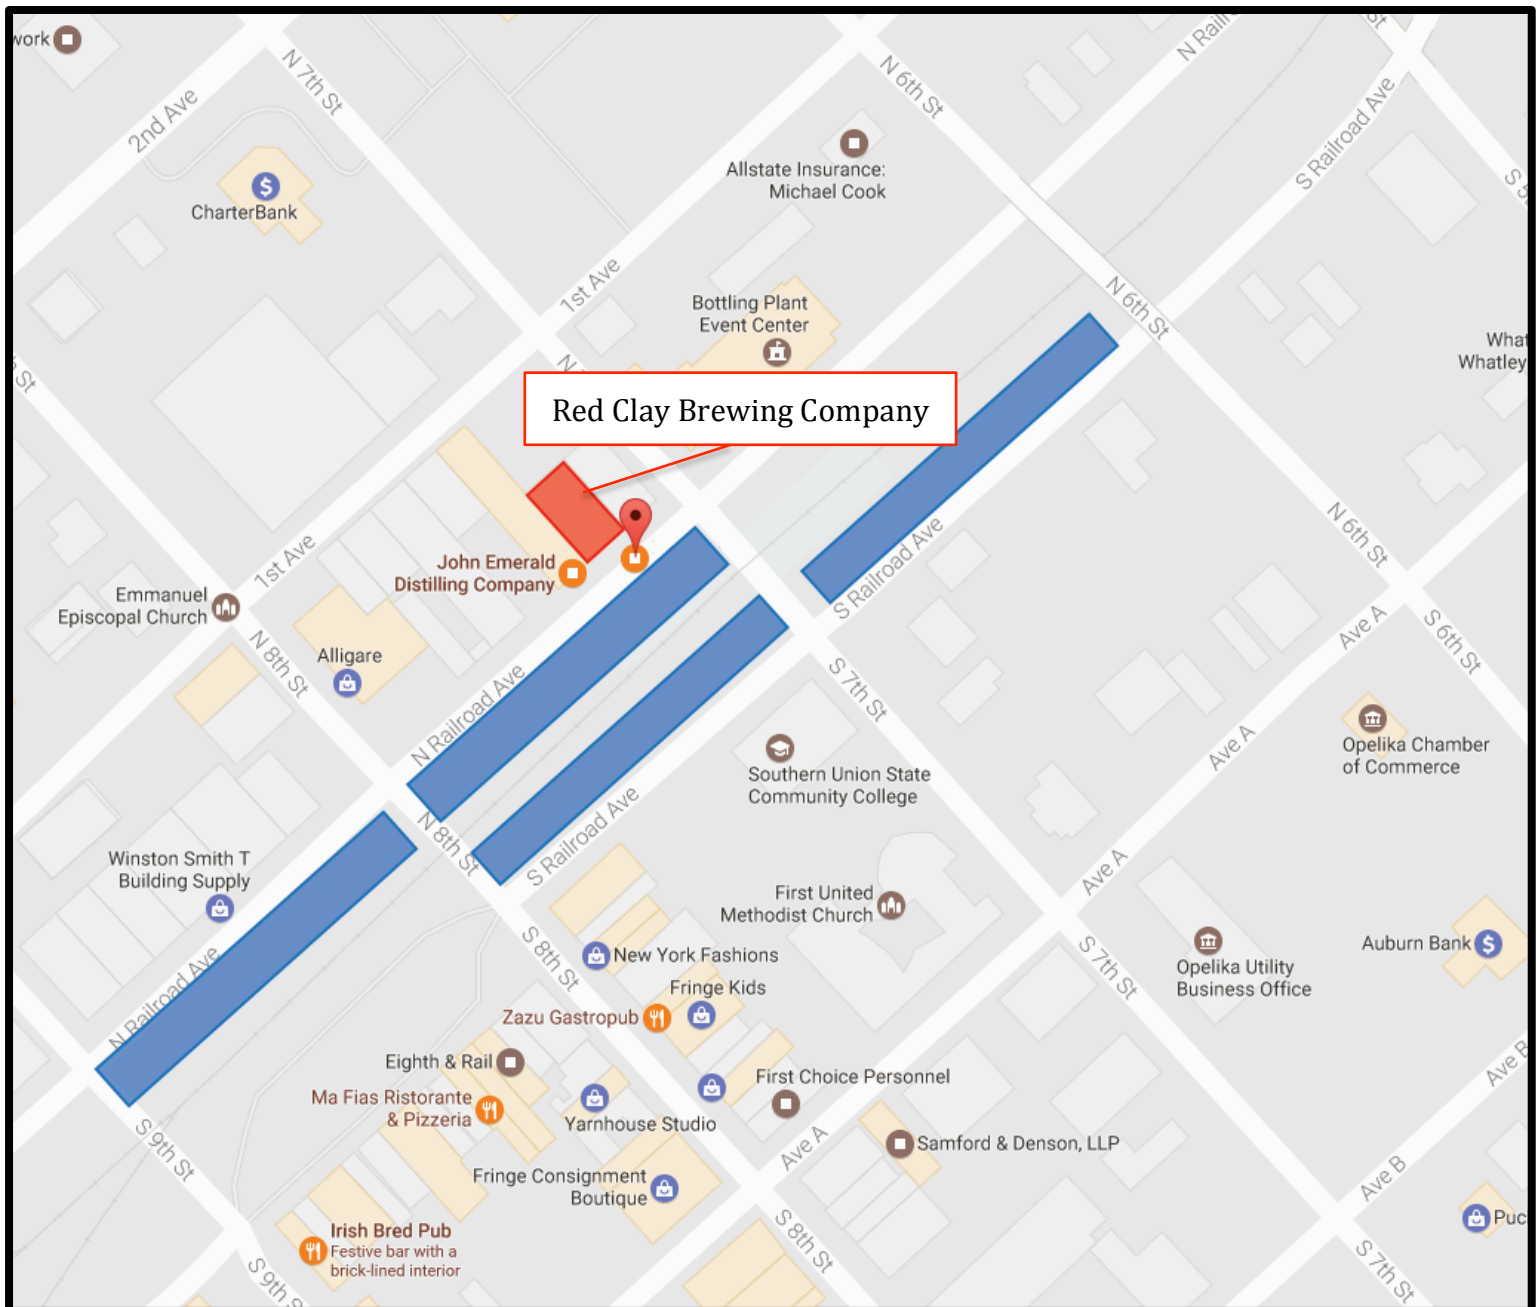 work
N 7th St
2nd Ave
CharterBank
N 6th St
N Rail
St
S Railroad Ave
Allstate Insurance:
Michael Cook
1st Ave
Bottling Plant
Event Center
N 6th St
What
Whatley
St
N
Red Clay Brewing Company
John Emerald
Distilling Company
1st Ave
Emmanuel
Episcopal Church
N 8th St
Alligare
N Railroad Ave
S Railroad Ave
N 6th St
Ave A
S 6th St
S 7th St
Opelika Chamber
of Commerce
Ave A
Southern Union State
Community College
N 8th St
S Railroad Ave
Winston Smith T
Building Supply
First United
Methodist Church
Ave A
N Railroad Ave
S 8th St
New York Fashions
Fringe Kids
Zazu Gastropub
S 7th St
Opelika Utility
Business Office
Auburn Bank
Eighth & Rail
Ma Fias Ristorante
& Pizzeria
Yarnhouse Studio
First Choice Personnel
Ave B
S 9th St
Ave A
Samford & Denson, LLP
Fringe Consignment
Boutique
Ave B
Irish Bred Pub
Festive bar with a
brick-lined interior
S 9th S
S 8th St
S 7th St
Puc